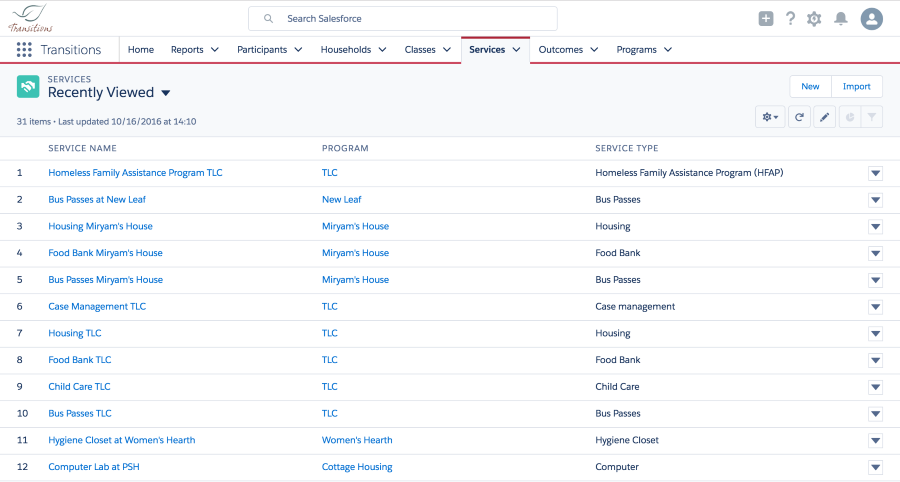 Transitions
Search Salesforce
Transitions Home Reports Participants Households Classes Services Outcomes Programs
SERVICES
Recently Viewed
New Import
31 items • Last updated 10/16/2016 at 14:10
SERVICE NAME PROGRAM SERVICE TYPE
1 Homeless Family Assistance Program TLC TLC Homeless Family Assistance Program (HFAP)
2 Bus Passes at New Leaf New Leaf Bus Passes
3 Housing Miryam's House Miryam's House Housing
4 Food Bank Miryam's House Miryam's House Food Bank
5 Bus Passes Miryam's House Miryam's House Bus Passes
6 Case Management TLC TLC Case management
7 Housing TLC TLC Housing
8 Food Bank TLC TLC Food Bank
9 Child Care TLC TLC Child Care
10 Bus Passes TLC TLC Bus Passes
11 Hygiene Closet at Women's Hearth Women's Hearth Hygiene Closet
12 Computer Lab at PSH Cottage Housing Computer